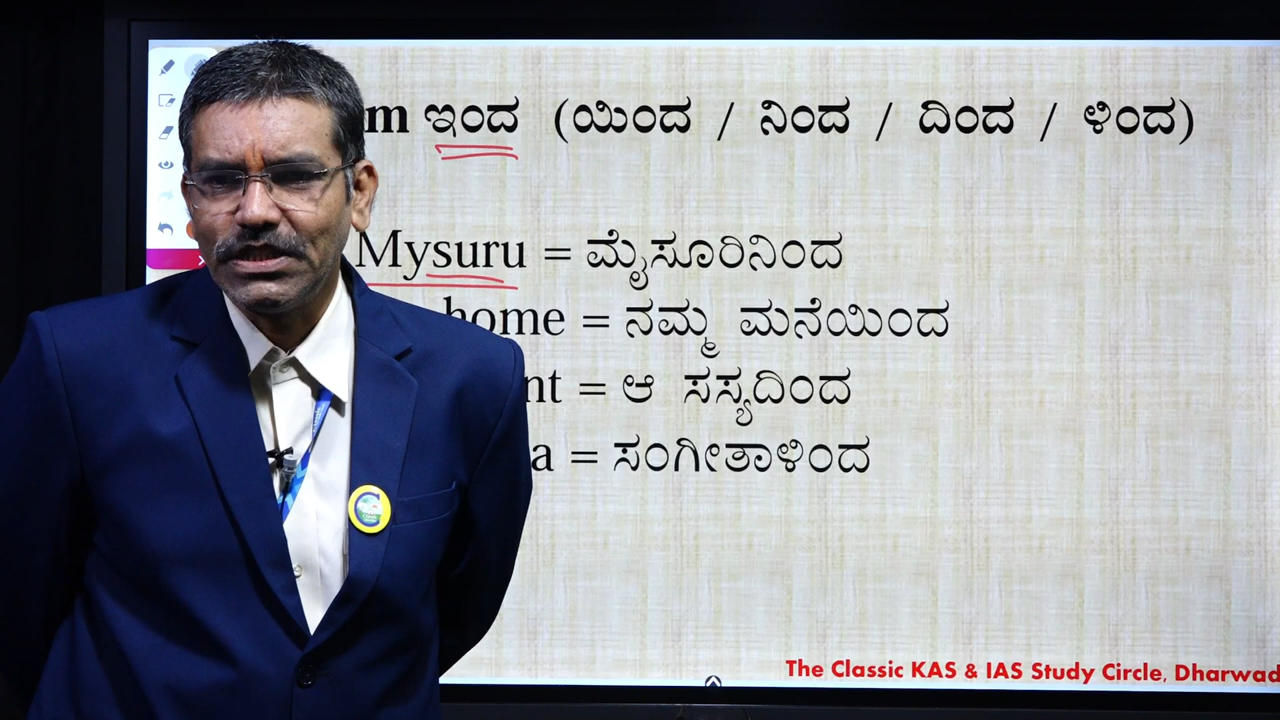 m ಇಂದ (ಯಿಂದ / ನಿಂದ / ದಿಂದ / ಳಿಂದ)
Mysuru = ಮೈಸೂರಿನಿಂದ
home = ನಮ್ಮ ಮನೆಯಿಂದ
nt = ಆ ಸಸ್ಯದಿಂದ
a = ಸಂಗೀತಾಳಿಂದ
The Classic KAS & IAS Study Circle, Dharwad